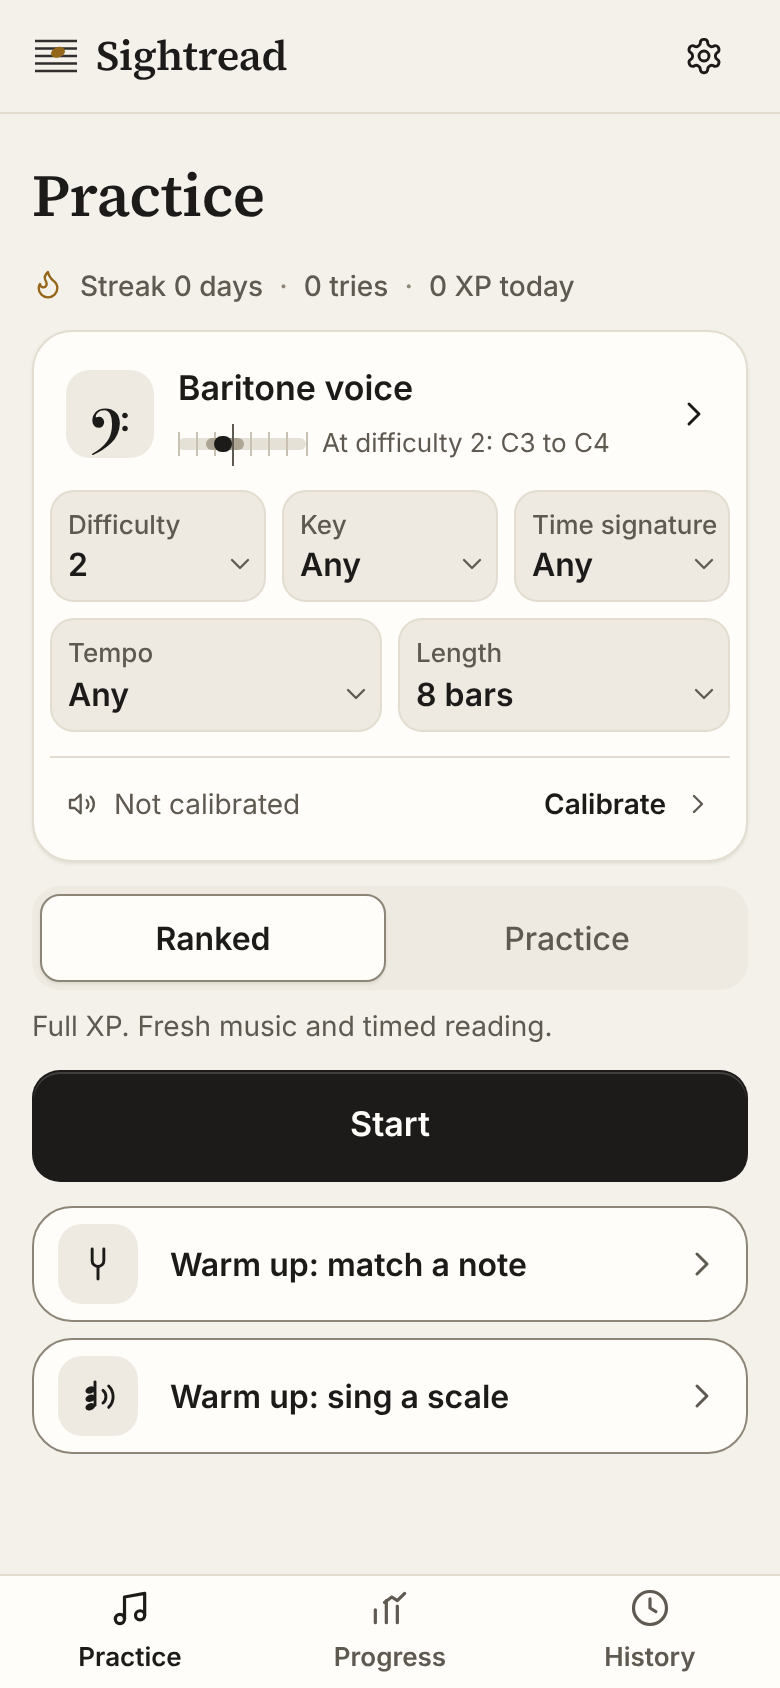 Sightread
Practice
Streak 0 days · 0 tries · 0 XP today
Baritone voice
At difficulty 2: C3 to C4
Difficulty
2
Key
Any
Time signature
Any
Tempo
Any
Length
8 bars
Not calibrated
Calibrate
Ranked
Practice
Full XP. Fresh music and timed reading.
Start
Warm up: match a note
Warm up: sing a scale
Practice
Progress
History